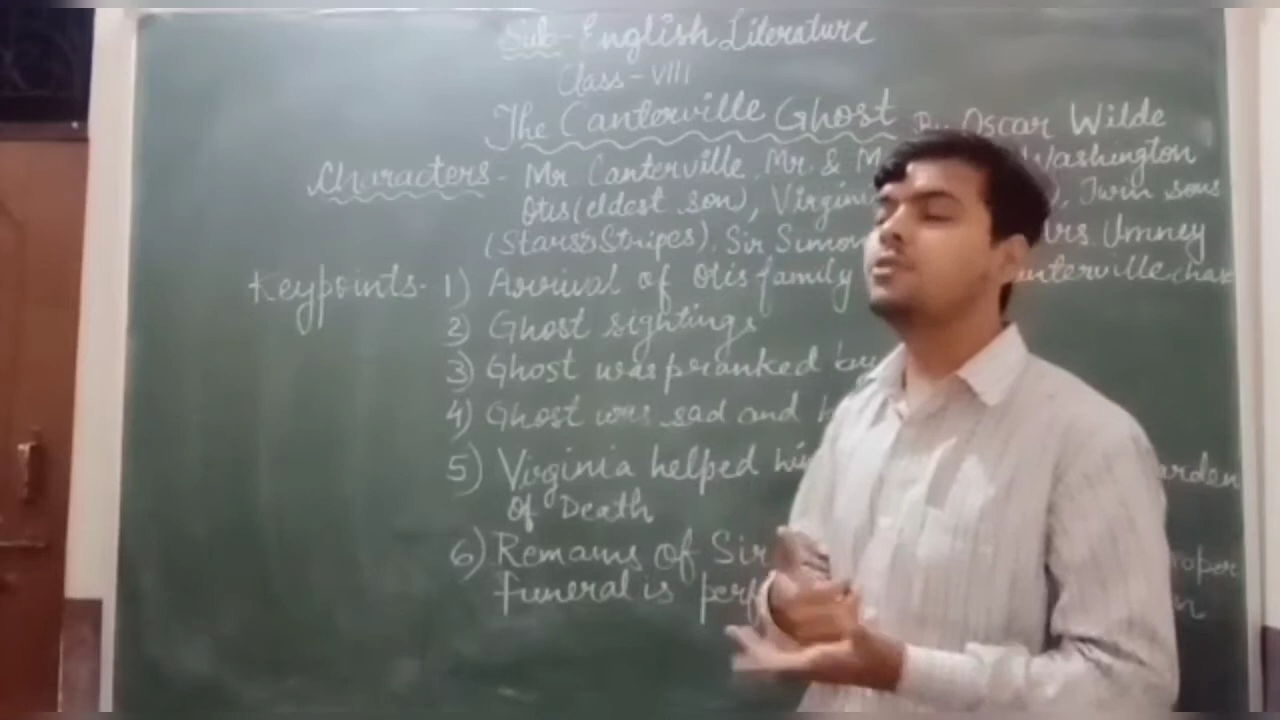 Sub- English Literature
Class - VIII
The Canterville Ghost By Oscar Wilde
Characters - Mr Canterville, Mr. & M Washington
Otis (eldest son), Virgini ), Twin sons
(Stars & Stripes), Sir Simon Mrs Umney
Keypoints - 1) Arrival of Otis family Canterville chas
2) Ghost sightings
3) Ghost was pranked by
4) Ghost was sad and
5) Virginia helped him arden
of Death
6) Remains of Sir roper
funeral is perf